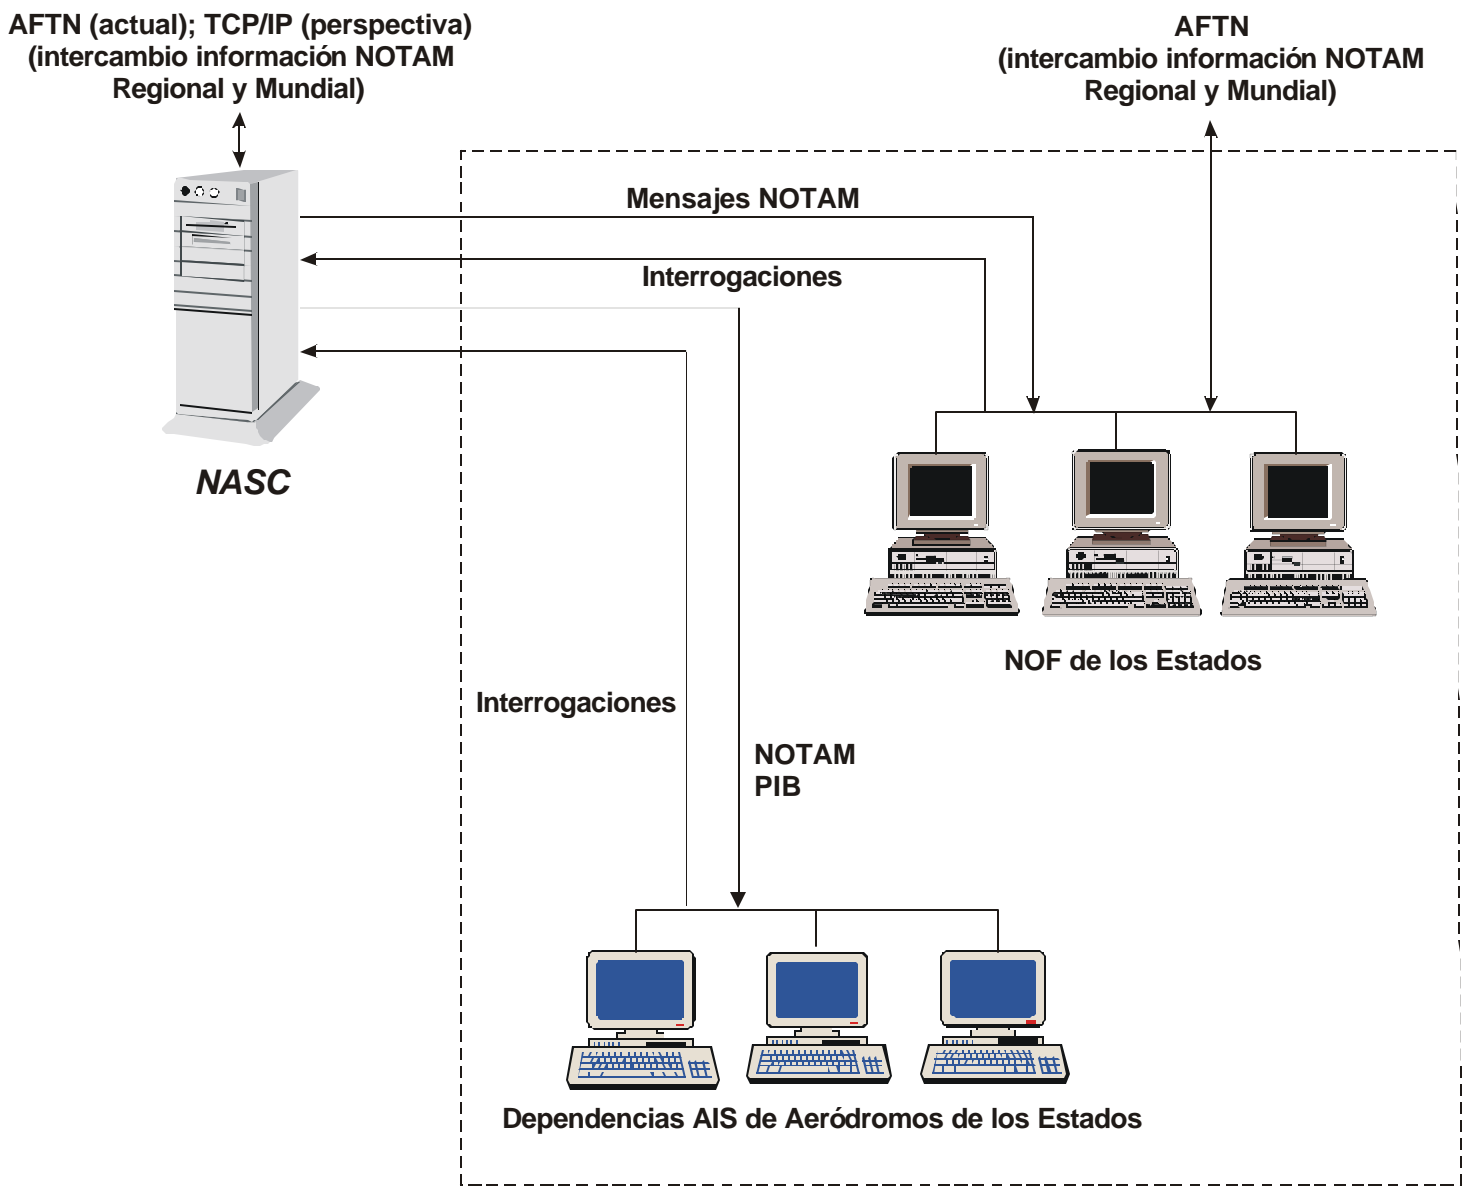 AFTN (actual); TCP/IP (perspectiva)
(intercambio información NOTAM
Regional y Mundial)
AFTN
(intercambio información NOTAM
Regional y Mundial)
Mensajes NOTAM
Interrogaciones
NASC
NOF de los Estados
Interrogaciones
NOTAM
PIB
Dependencias AIS de Aeródromos de los Estados